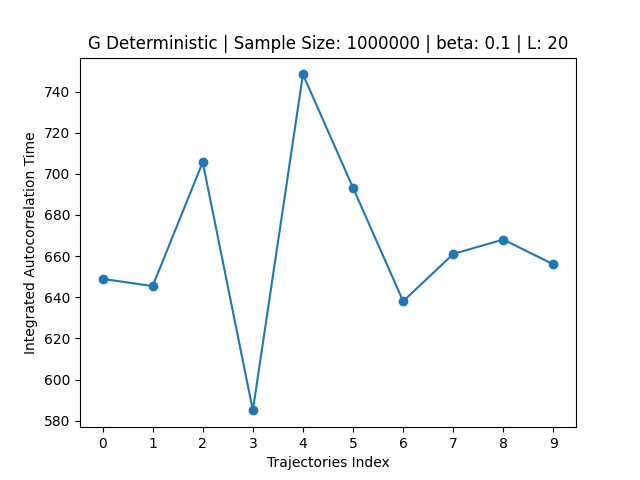 G Deterministic | Sample Size: 1000000 | beta: 0.1 | L: 20
Integrated Autocorrelation Time
740
720
700
680
660
640
620
600
580
0 1 2 3 4 5 6 7 8 9
Trajectories Index